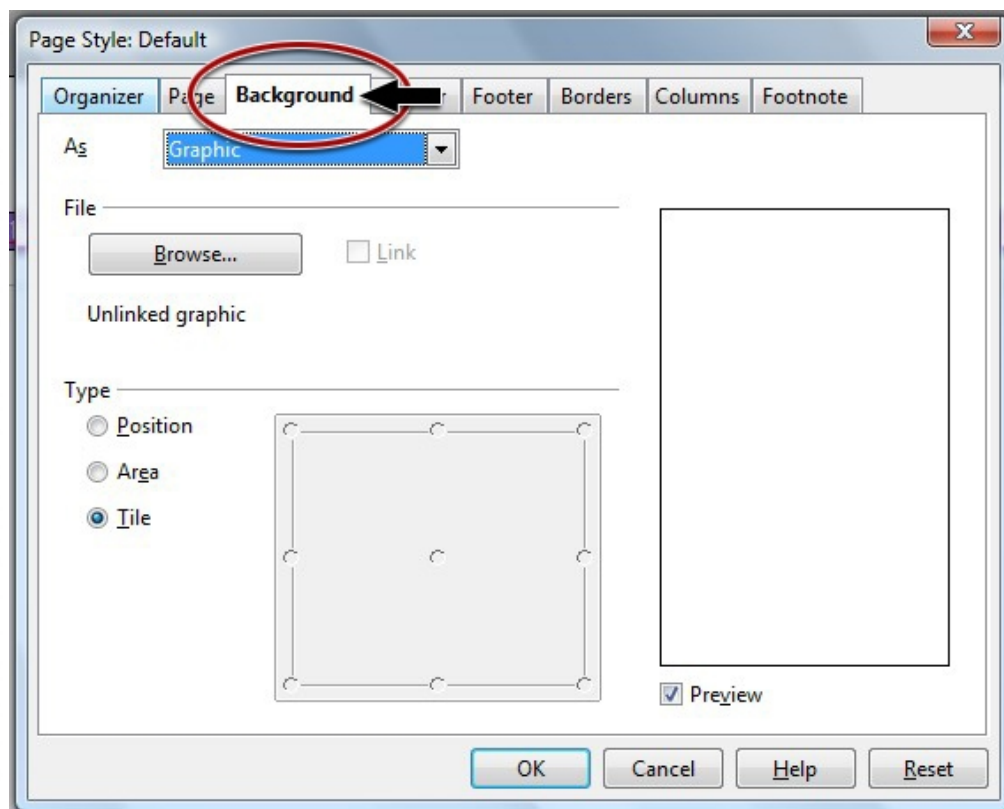 Page Style: Default
Organizer Page Background Footer Borders Columns Footnote
As Graphic
File
Browse... Link
Unlinked graphic
Type
Position
Area
Tile
Preview
OK Cancel Help Reset